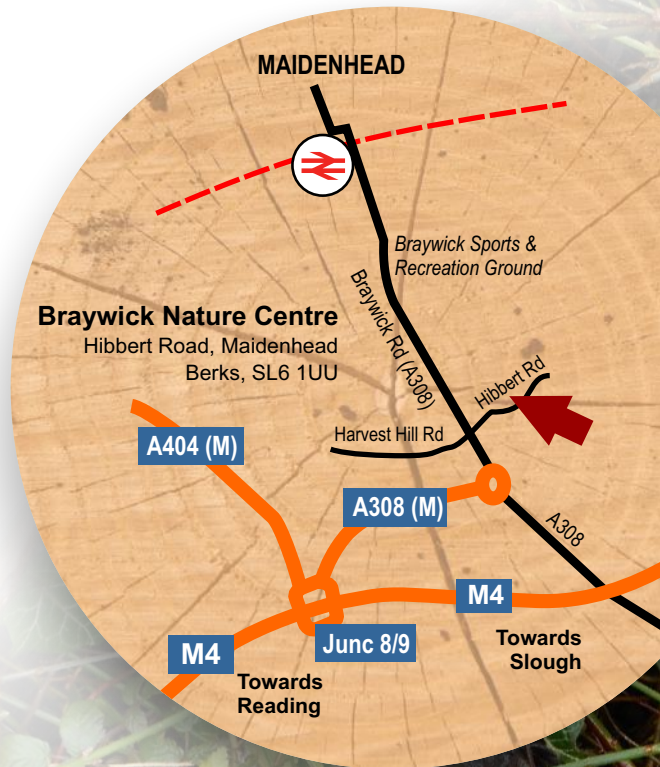 MAIDENHEAD
Braywick Sports &
Recreation Ground
Braywick Rd (A308)
Braywick Nature Centre
Hibbert Road, Maidenhead
Berks, SL6 1UU
Hibbert Rd
Harvest Hill Rd
A404 (M)
A308 (M)
A308
M4
Junc 8/9
Towards
Slough
M4
Towards
Reading